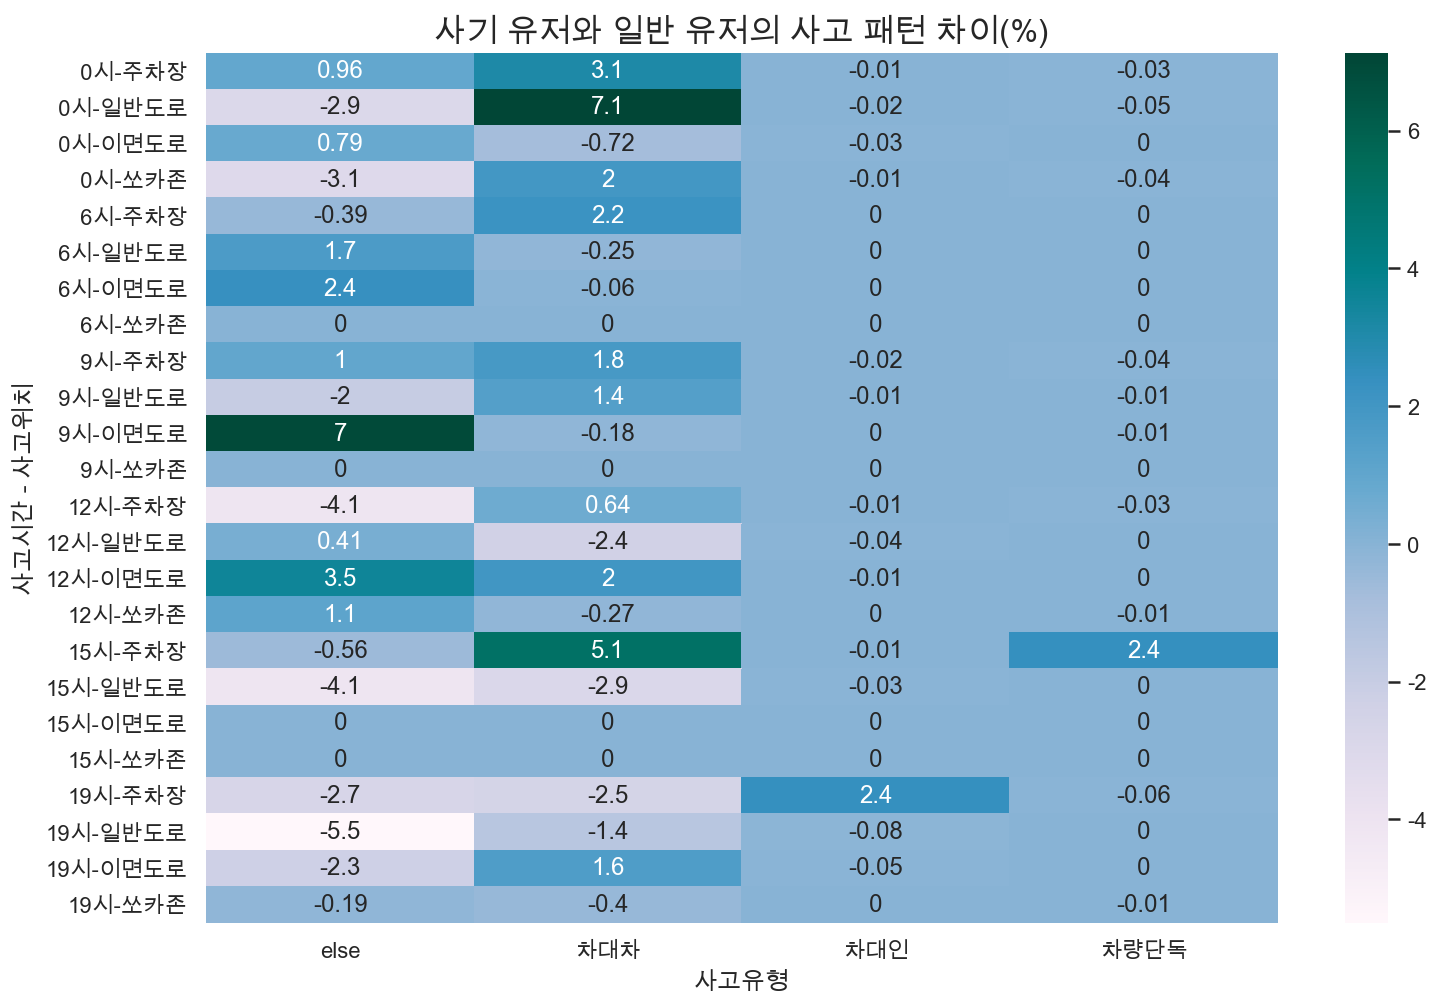 사기 유저와 일반 유저의 사고 패턴 차이(%)
0시-주차장 0.96 3.1 -0.01 -0.03
0시-일반도로 -2.9 7.1 -0.02 -0.05
0시-이면도로 0.79 -0.72 -0.03 0
0시-쏘카존 -3.1 2 -0.01 -0.04
6시-주차장 -0.39 2.2 0 0
6시-일반도로 1.7 -0.25 0 0
6시-이면도로 2.4 -0.06 0 0
6시-쏘카존 0 0 0 0
9시-주차장 1 1.8 -0.02 -0.04
9시-일반도로 -2 1.4 -0.01 -0.01
9시-이면도로 7 -0.18 0 -0.01
9시-쏘카존 0 0 0 0
12시-주차장 -4.1 0.64 -0.01 -0.03
12시-일반도로 0.41 -2.4 -0.04 0
12시-이면도로 3.5 2 -0.01 0
12시-쏘카존 1.1 -0.27 0 -0.01
15시-주차장 -0.56 5.1 -0.01 2.4
15시-일반도로 -4.1 -2.9 -0.03 0
15시-이면도로 0 0 0 0
15시-쏘카존 0 0 0 0
19시-주차장 -2.7 -2.5 2.4 -0.06
19시-일반도로 -5.5 -1.4 -0.08 0
19시-이면도로 -2.3 1.6 -0.05 0
19시-쏘카존 -0.19 -0.4 0 -0.01
else 차대차 차대인 차량단독
사고유형
사고시간 - 사고위치
6
4
2
0
-2
-4